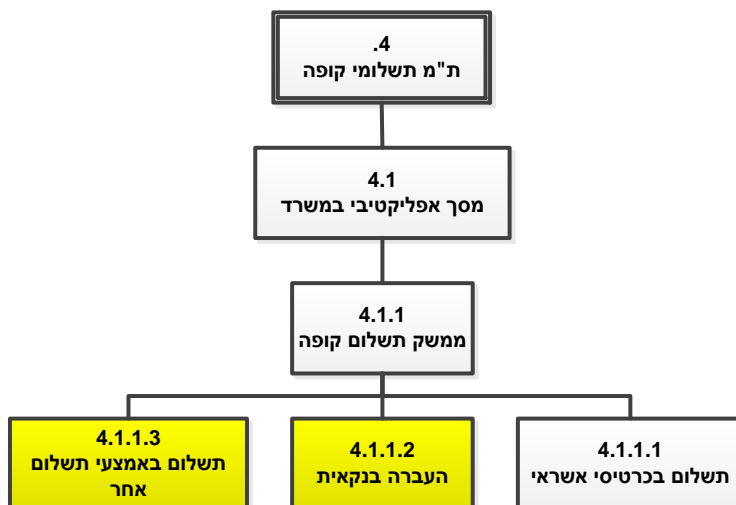 4.
ת"מ תשלומי קופה
4.1
מסך אפליקטיבי במשרד
4.1.1
ממשק תשלום קופה
4.1.1.1
תשלום בכרטיסי אשראי
4.1.1.2
העברה בנקאית
4.1.1.3
תשלום באמצעי תשלום
אחר